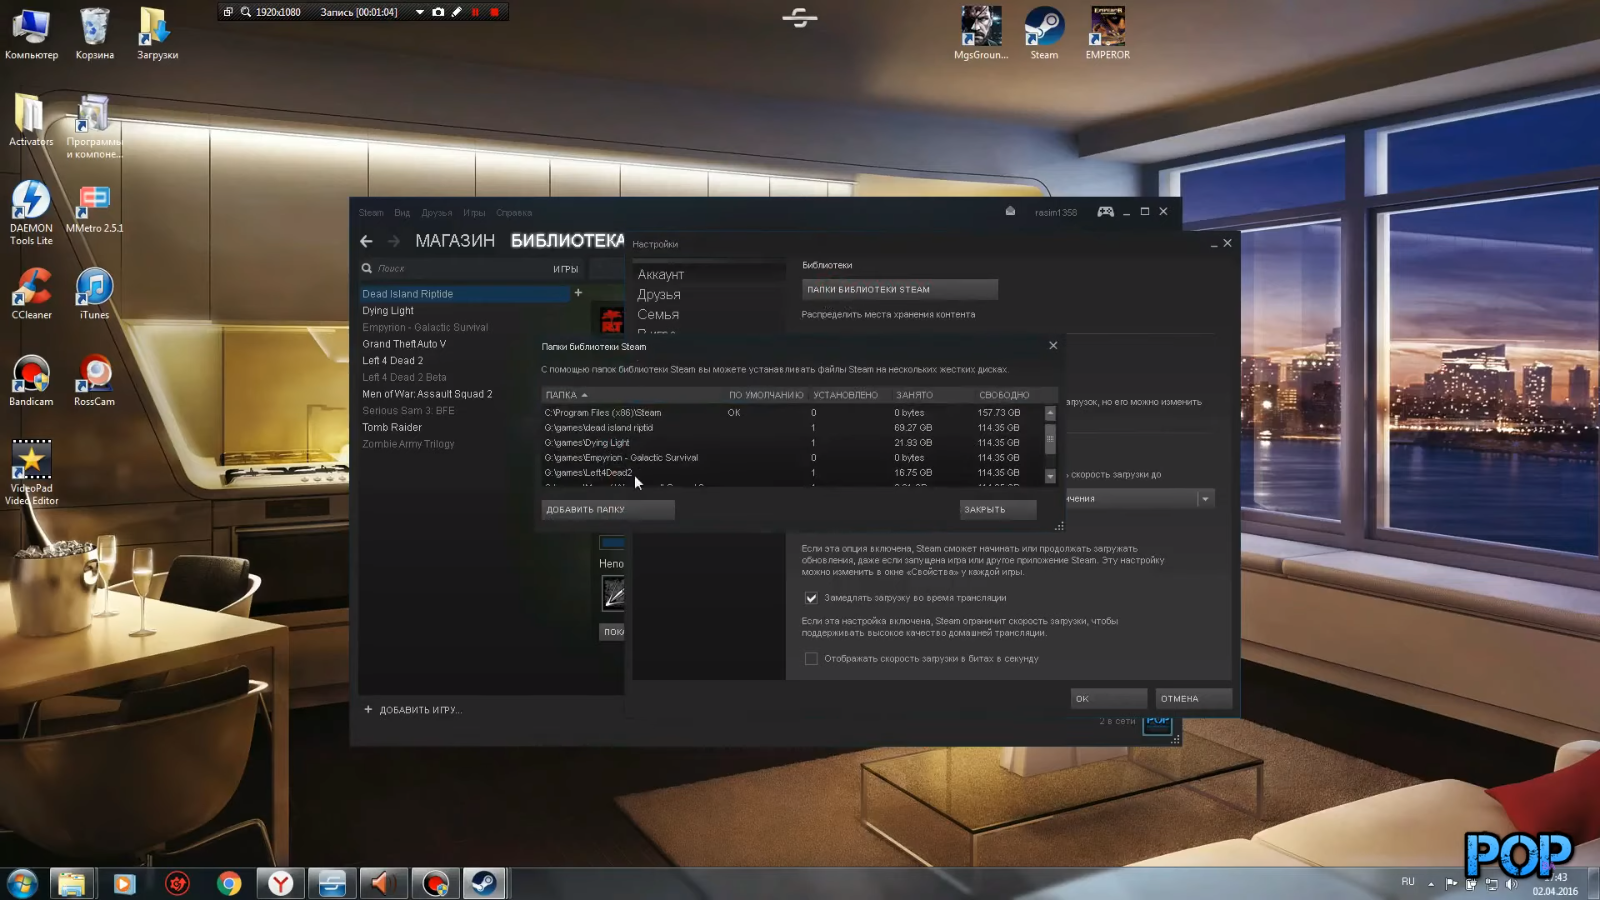 1920x1080
Запись [00:01:04]
Компьютер
Корзина
Загрузки
MgsGroun...
Steam
EMPEROR
Activators
Программы
и компоне...
DAEMON
Tools Lite
MMetro 2.5.1
CCleaner
iTunes
Bandicam
RossCam
VideoPad
Video Editor
Steam
Вид
Друзья
Игры
Справка
rasim1358
МАГАЗИН
БИБЛИОТЕКА
Поиск
ИГРЫ
Dead Island Riptide
Dying Light
Empyrion - Galactic Survival
Grand Theft Auto V
Left 4 Dead 2
Left 4 Dead 2 Beta
Men of War: Assault Squad 2
Serious Sam 3: BFE
Tomb Raider
Zombie Army Trilogy
+ ДОБАВИТЬ ИГРУ...
Настройки
Аккаунт
Друзья
Семья
Библиотеки
ПАПКИ БИБЛИОТЕКИ STEAM
Распределить места хранения контента
Папки библиотеки Steam
С помощью папок библиотеки Steam вы можете устанавливать файлы Steam на нескольких жестких дисках.
ПАПКА ПО УМОЛЧАНИЮ УСТАНОВЛЕНО ЗАНЯТО СВОБОДНО
C:\Program Files (x86)\Steam OK 0 0 bytes 157.73 GB
G:\games\dead island riptid 1 69.27 GB 114.35 GB
G:\games\Dying Light 1 21.93 GB 114.35 GB
G:\games\Empyrion - Galactic Survival 0 0 bytes 114.35 GB
G:\games\Left4Dead2 1 16.75 GB 114.35 GB
ДОБАВИТЬ ПАПКУ
ЗАКРЫТЬ
агрузок, но его можно изменить
ь скорость загрузки до
ичения
Если эта опция включена, Steam сможет начинать или продолжать загружать
обновления, даже если запущена игра или другое приложение Steam. Эту настройку
можно изменить в окне «Свойства» у каждой игры.
Замедлять загрузку во время трансляции
Если эта настройка включена, Steam ограничит скорость загрузки, чтобы
поддерживать высокое качество домашней трансляции.
Отображать скорость загрузки в битах в секунду
Непо
ПОКА
OK
ОТМЕНА
2 в сети
POP
POP
RU
17:43
02.04.2016